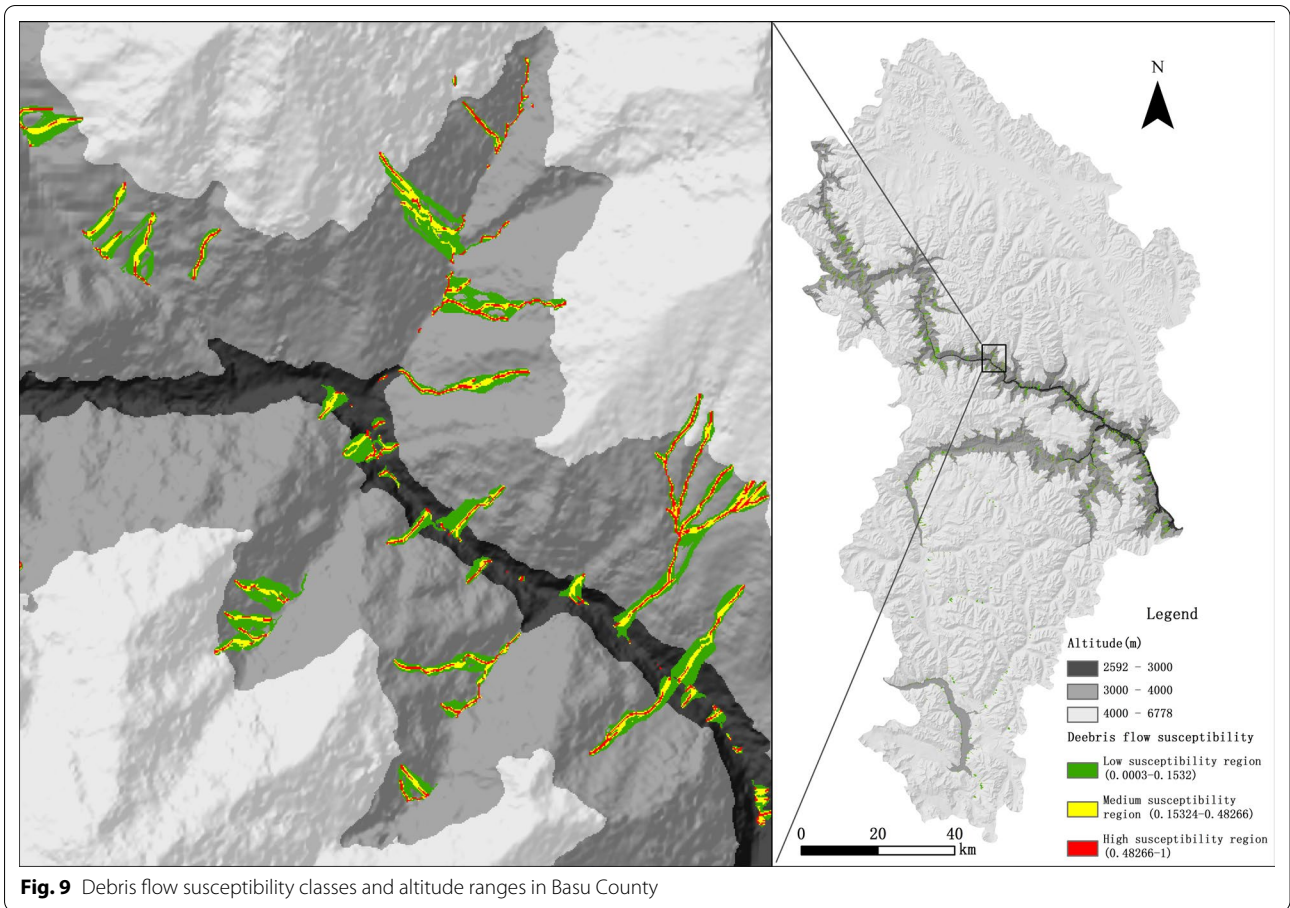 N
Legend
Altitude(m)
2592 - 3000
3000 - 4000
4000 - 6778
Deebris flow susceptibility
Low susceptibility region
(0.0003-0.1532)
Medium susceptibility
region (0.15324-0.48266)
High susceptibility region
(0.48266-1)
0 20 40
km
Fig. 9 Debris flow susceptibility classes and altitude ranges in Basu County